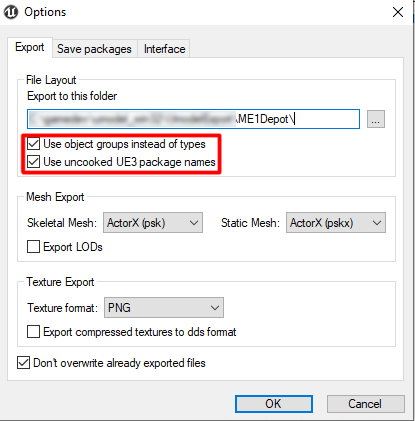 Options
Export Save packages Interface
File Layout
Export to this folder
\ME1Depot\
...
Use object groups instead of types
Use uncooked UE3 package names
Mesh Export
Skeletal Mesh: ActorX (psk) Static Mesh: ActorX (pskx)
Export LODs
Texture Export
Texture format: PNG
Export compressed textures to dds format
Don't overwrite already exported files
OK Cancel